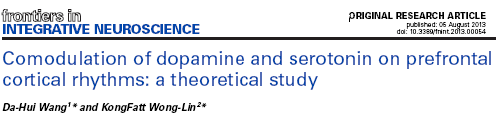 frontiers in
INTEGRATIVE NEUROSCIENCE
ORIGINAL RESEARCH ARTICLE
published: 05 August 2013
doi: 10.3389/fnint.2013.00054
Comodulation of dopamine and serotonin on prefrontal
cortical rhythms: a theoretical study
Da-Hui Wang1* and KongFatt Wong-Lin2*